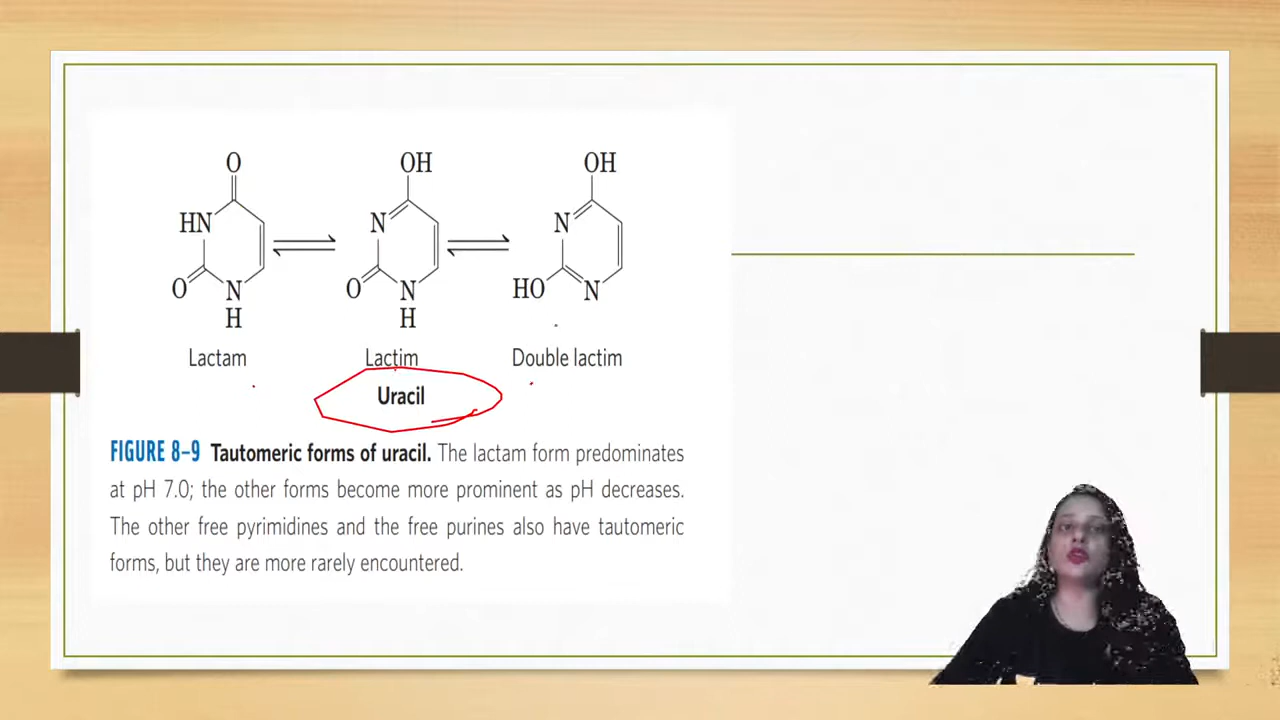 O OH OH
HN N N
O N O N HO N
H H
Lactam Lactim Double lactim
Uracil
FIGURE 8–9 Tautomeric forms of uracil. The lactam form predominates
at pH 7.0; the other forms become more prominent as pH decreases.
The other free pyrimidines and the free purines also have tautomeric
forms, but they are more rarely encountered.